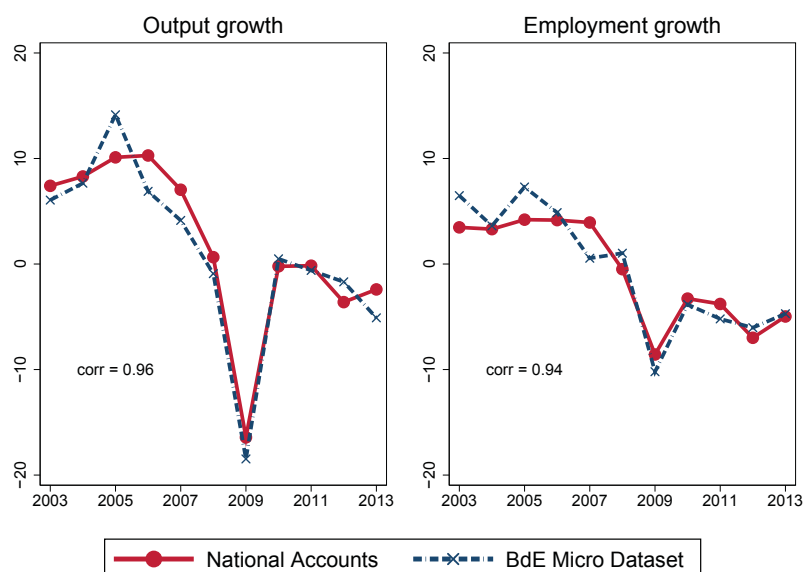 Output growth
Employment growth
20
10
0
-10
-20
corr = 0.96
2003 2005 2007 2009 2011 2013
20
10
0
-10
-20
corr = 0.94
2003 2005 2007 2009 2011 2013
National Accounts
BdE Micro Dataset